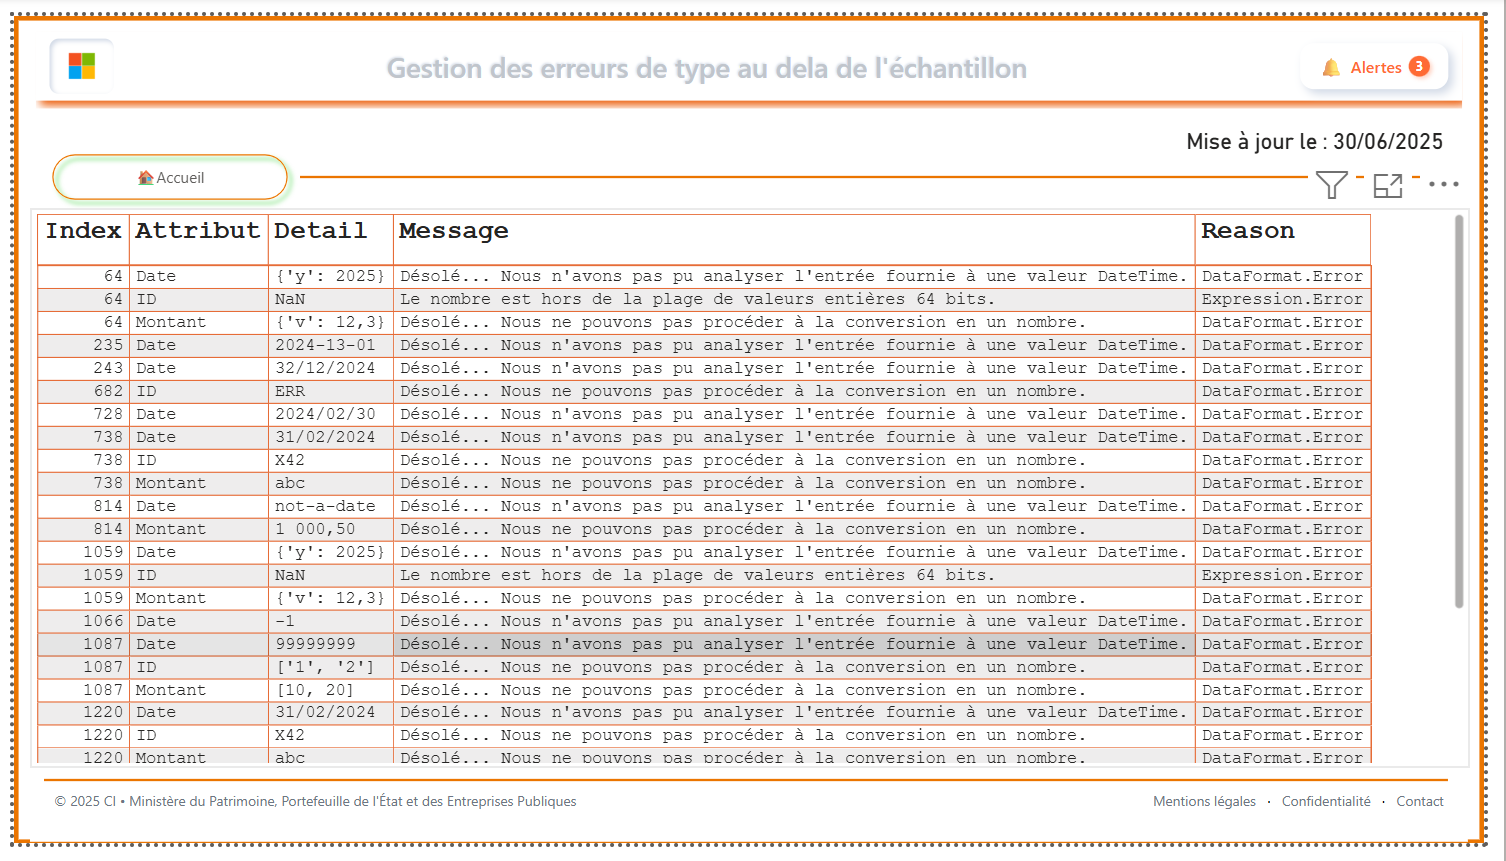 Gestion des erreurs de type au dela de l'échantillon
Alertes 3
Mise à jour le : 30/06/2025
Accueil
Index Attribut Detail Message Reason
64 Date {'y': 2025} Désolé... Nous n'avons pas pu analyser l'entrée fournie à une valeur DateTime. DataFormat.Error
64 ID NaN Le nombre est hors de la plage de valeurs entières 64 bits. Expression.Error
64 Montant {'v': 12,3} Désolé... Nous ne pouvons pas procéder à la conversion en un nombre. DataFormat.Error
235 Date 2024-13-01 Désolé... Nous n'avons pas pu analyser l'entrée fournie à une valeur DateTime. DataFormat.Error
243 Date 32/12/2024 Désolé... Nous n'avons pas pu analyser l'entrée fournie à une valeur DateTime. DataFormat.Error
682 ID ERR Désolé... Nous ne pouvons pas procéder à la conversion en un nombre. DataFormat.Error
728 Date 2024/02/30 Désolé... Nous n'avons pas pu analyser l'entrée fournie à une valeur DateTime. DataFormat.Error
738 Date 31/02/2024 Désolé... Nous n'avons pas pu analyser l'entrée fournie à une valeur DateTime. DataFormat.Error
738 ID X42 Désolé... Nous ne pouvons pas procéder à la conversion en un nombre. DataFormat.Error
738 Montant abc Désolé... Nous ne pouvons pas procéder à la conversion en un nombre. DataFormat.Error
814 Date not-a-date Désolé... Nous n'avons pas pu analyser l'entrée fournie à une valeur DateTime. DataFormat.Error
814 Montant 1 000,50 Désolé... Nous ne pouvons pas procéder à la conversion en un nombre. DataFormat.Error
1059 Date {'y': 2025} Désolé... Nous n'avons pas pu analyser l'entrée fournie à une valeur DateTime. DataFormat.Error
1059 ID NaN Le nombre est hors de la plage de valeurs entières 64 bits. Expression.Error
1059 Montant {'v': 12,3} Désolé... Nous ne pouvons pas procéder à la conversion en un nombre. DataFormat.Error
1066 Date -1 Désolé... Nous n'avons pas pu analyser l'entrée fournie à une valeur DateTime. DataFormat.Error
1087 Date 99999999 Désolé... Nous n'avons pas pu analyser l'entrée fournie à une valeur DateTime. DataFormat.Error
1087 ID ['1', '2'] Désolé... Nous ne pouvons pas procéder à la conversion en un nombre. DataFormat.Error
1087 Montant [10, 20] Désolé... Nous ne pouvons pas procéder à la conversion en un nombre. DataFormat.Error
1220 Date 31/02/2024 Désolé... Nous n'avons pas pu analyser l'entrée fournie à une valeur DateTime. DataFormat.Error
1220 ID X42 Désolé... Nous ne pouvons pas procéder à la conversion en un nombre. DataFormat.Error
1220 Montant abc Désolé... Nous ne pouvons pas procéder à la conversion en un nombre. DataFormat.Error
© 2025 CI • Ministère du Patrimoine, Portefeuille de l'État et des Entreprises Publiques
Mentions légales · Confidentialité · Contact